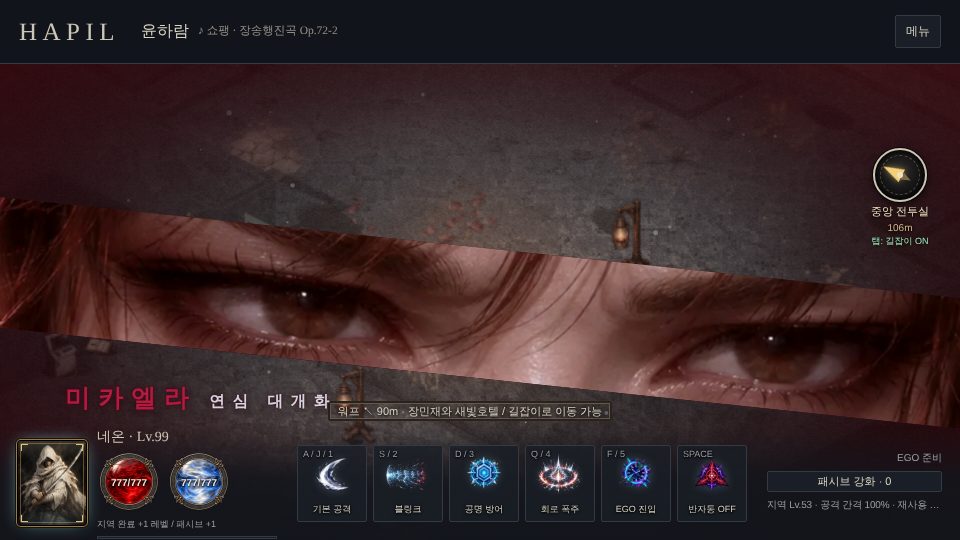 HAPIL 윤하람 ♪ 쇼팽 · 장송행진곡 Op.72-2 메뉴
중앙 전투실
106m
탭: 길잡이 ON
미카엘라 연심 대개화
워프 ↖ 90m · 장민재와 새빛호텔 / 길잡이로 이동 가능
네온 · Lv.99
777/777 777/777
지역 완료 +1 레벨 / 패시브 +1
A / J / 1 S / 2 D / 3 Q / 4 F / 5 SPACE
기본 공격 블링크 공명 방어 회로 폭주 EGO 진입 반자동 OFF
EGO 준비
패시브 강화 · 0
지역 Lv.53 · 공격 간격 100% · 재사용 …